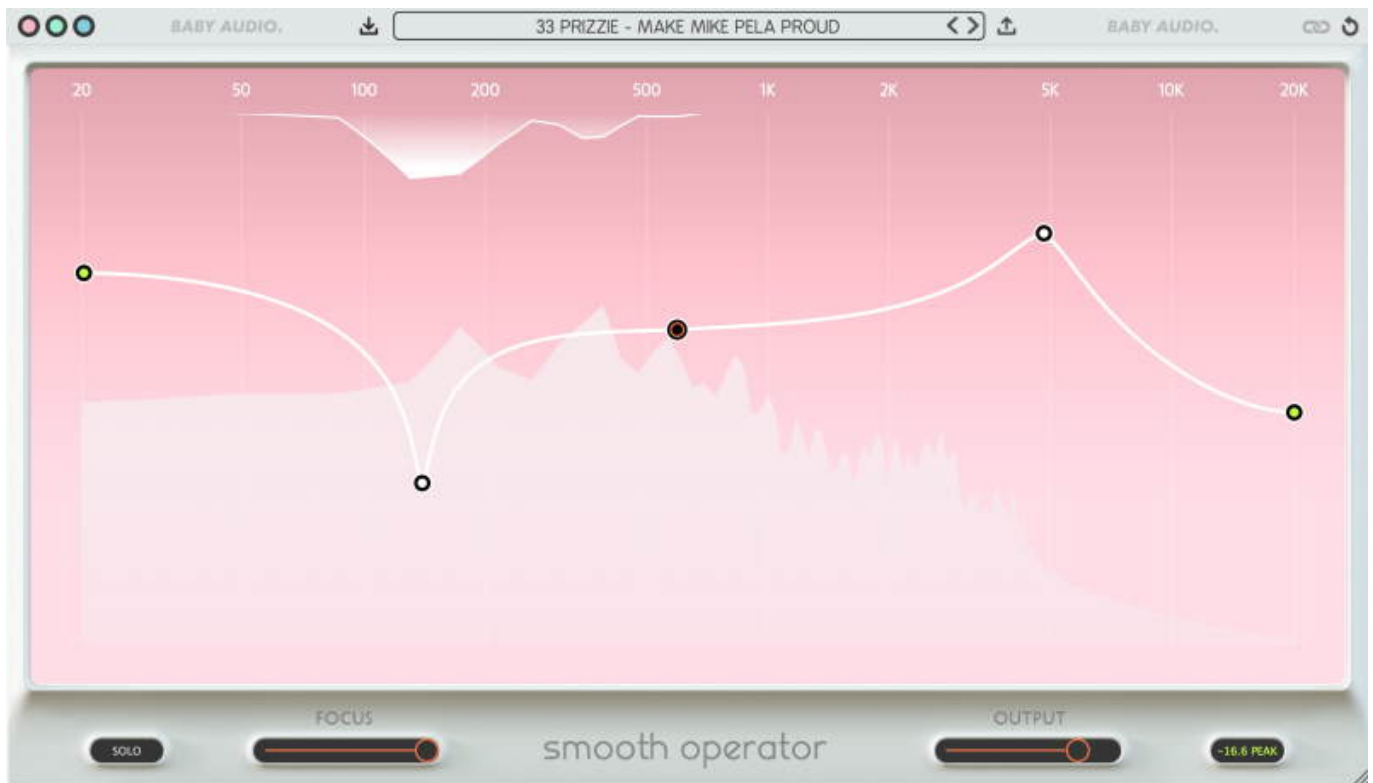 BABY AUDIO. 33 PRIZZIE - MAKE MIKE PELA PROUD BABY AUDIO.
20 50 100 200 500 1K 2K 5K 10K 20K
FOCUS OUTPUT
SOLO smooth operator -16.6 PEAK